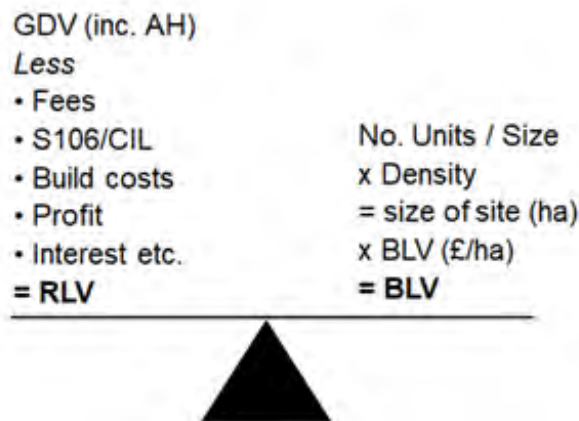 GDV (inc. AH)
Less
• Fees
• S106/CIL
• Build costs
• Profit
• Interest etc.
= RLV
No. Units / Size
x Density
= size of site (ha)
x BLV (£/ha)
= BLV